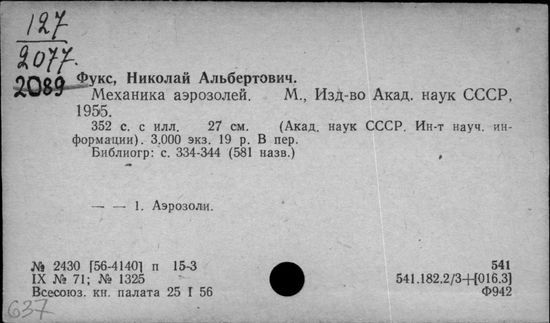 127
2077.
2089
Фукс, Николай Альбертович.
Механика аэрозолей. М., Изд-во Акад. наук СССР,
1955.
352 с. с илл. 27 см. (Акад. наук СССР. Ин-т науч. ин-
формации). 3,000 экз. 19 р. В пер.
Библиогр: с. 334-344 (581 назв.)
— — 1. Аэрозоли.
№ 2430 [56-4140] п 15-3 541
IX № 71; № 1325 541.182.2/3+[016.3]
Всесоюз. кн. палата 25 I 56 Ф942
637